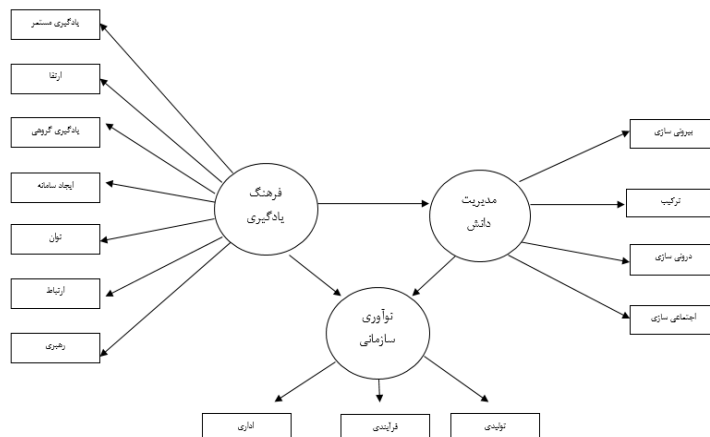 یادگیری مستمر
ارتقا
یادگیری گروهی
ایجاد سامانه
توان
ارتباط
رهبری
فرهنگ
یادگیری
مدیریت
دانش
بیرونی سازی
ترکیب
درونی سازی
اجتماعی سازی
نوآوری
سازمانی
تولیدی
فرآیندی
اداری